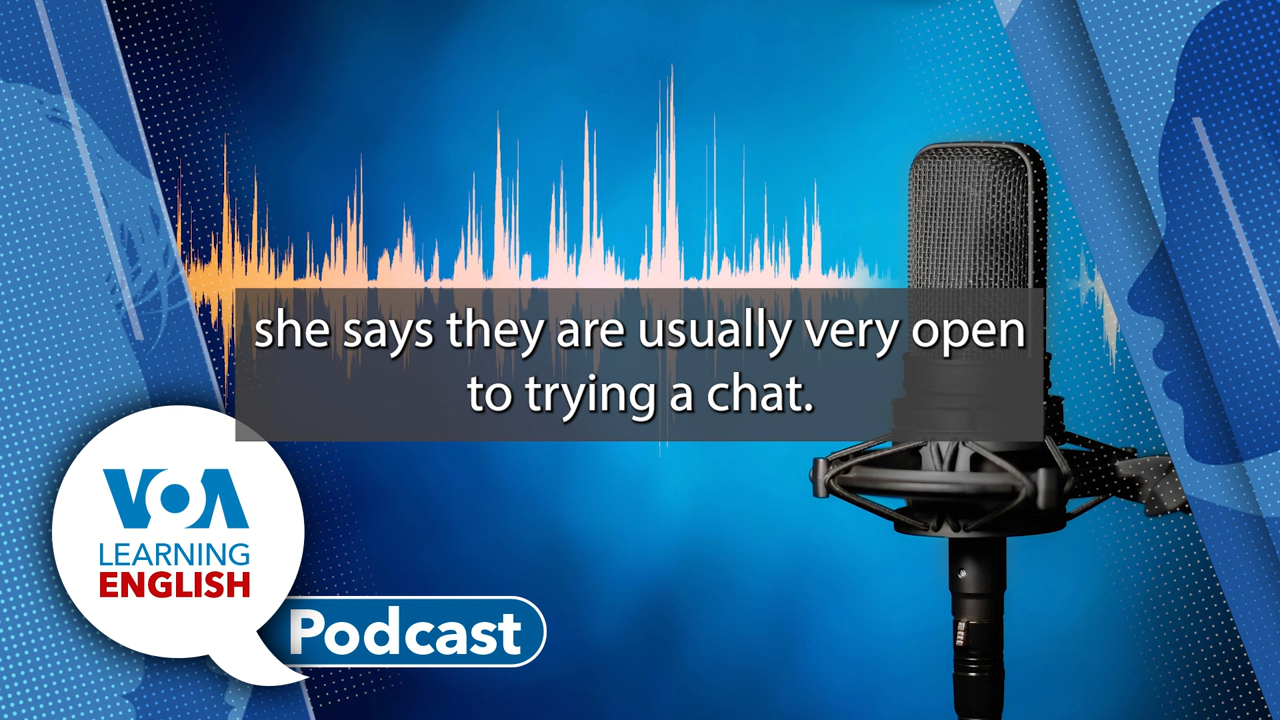 she says they are usually very open
to trying a chat.
VOA
LEARNING
ENGLISH
Podcast